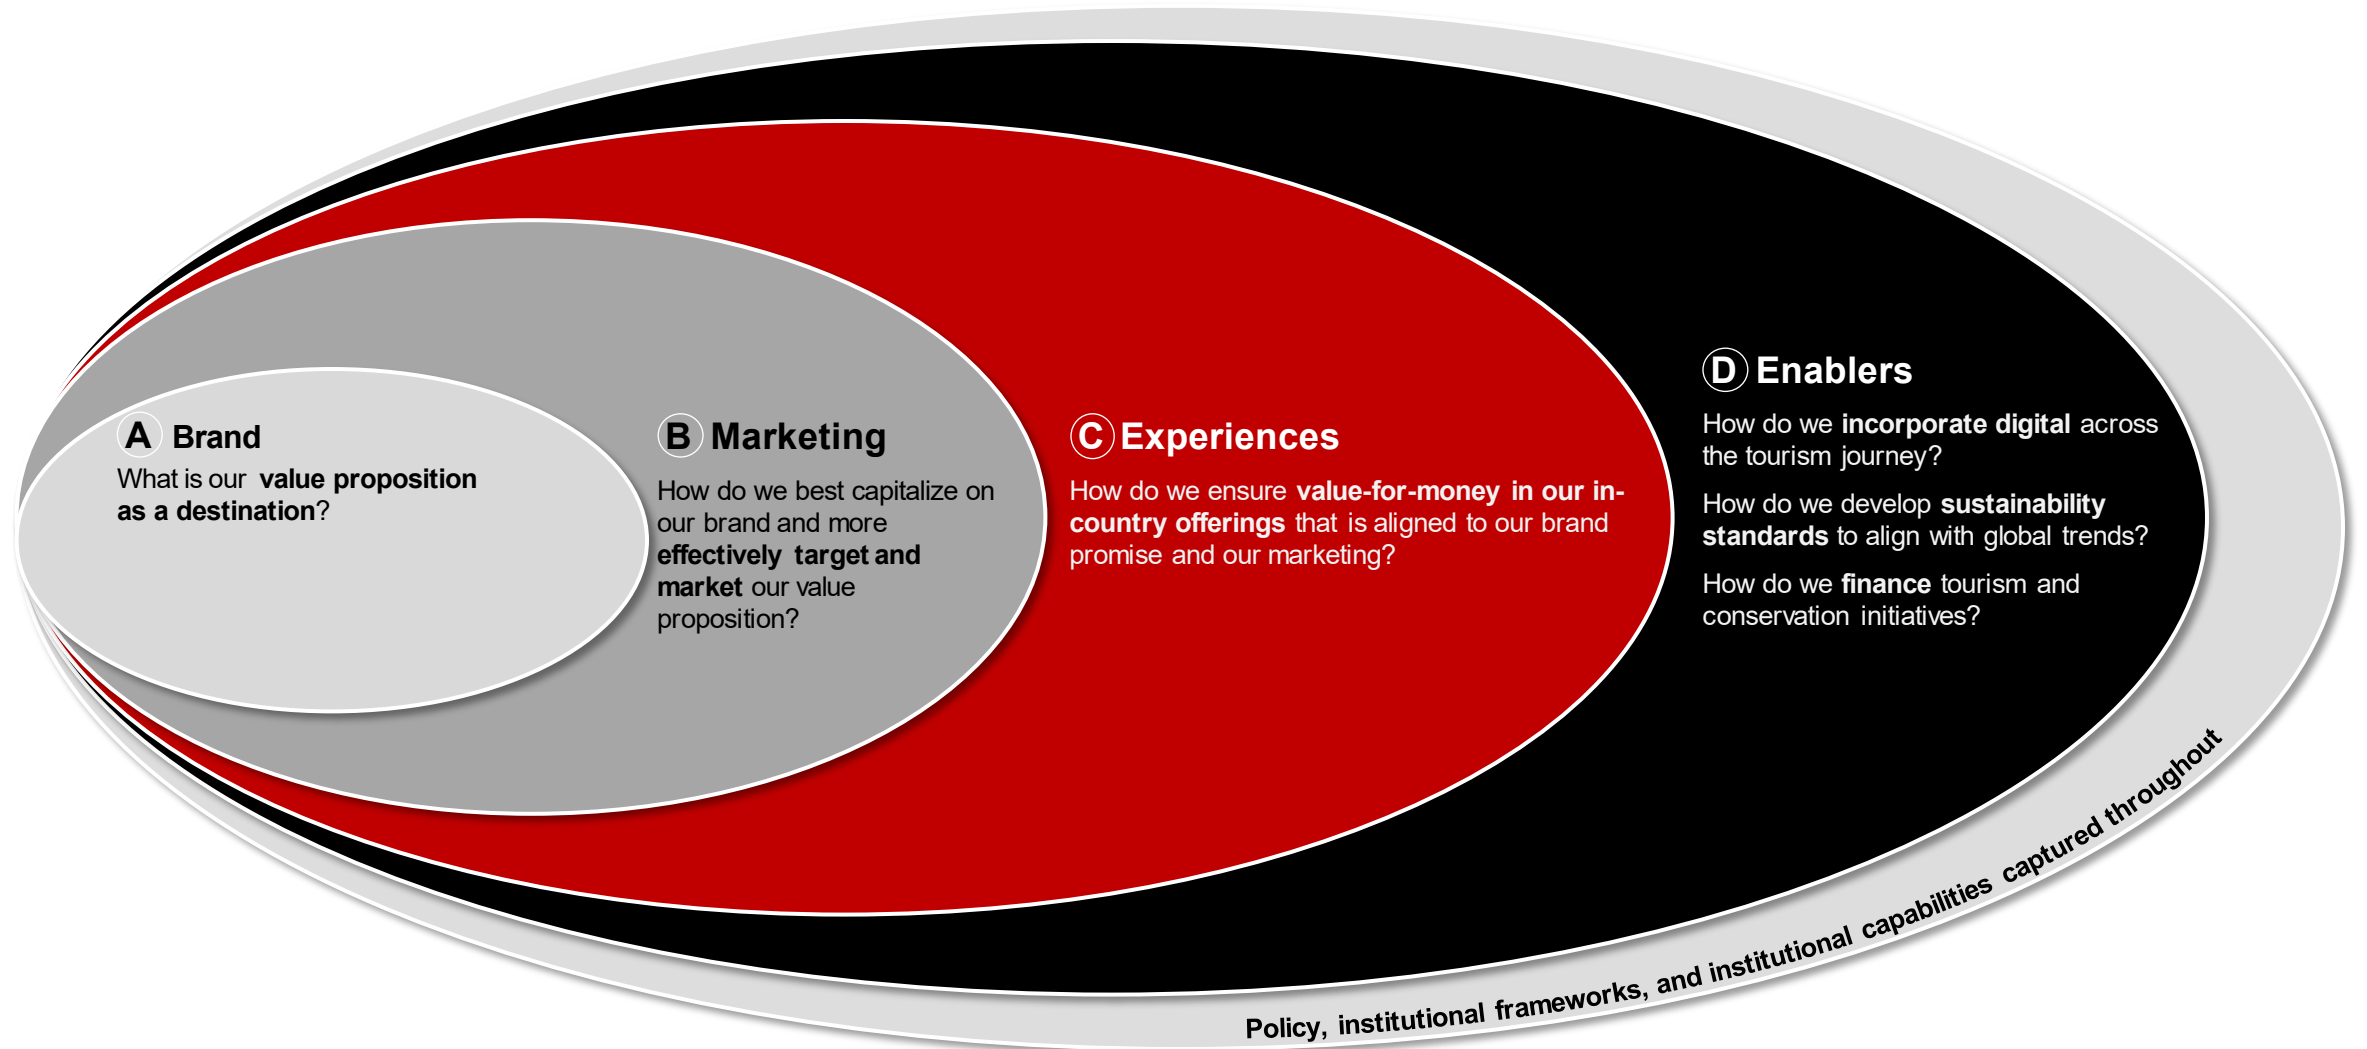 A Brand
What is our value proposition
as a destination?
B Marketing
How do we best capitalize on
our brand and more
effectively target and
market our value
proposition?
C Experiences
How do we ensure value-for-money in our in-
country offerings that is aligned to our brand
promise and our marketing?
D Enablers
How do we incorporate digital across
the tourism journey?
How do we develop sustainability
standards to align with global trends?
How do we finance tourism and
conservation initiatives?
Policy, institutional frameworks, and institutional capabilities captured throughout